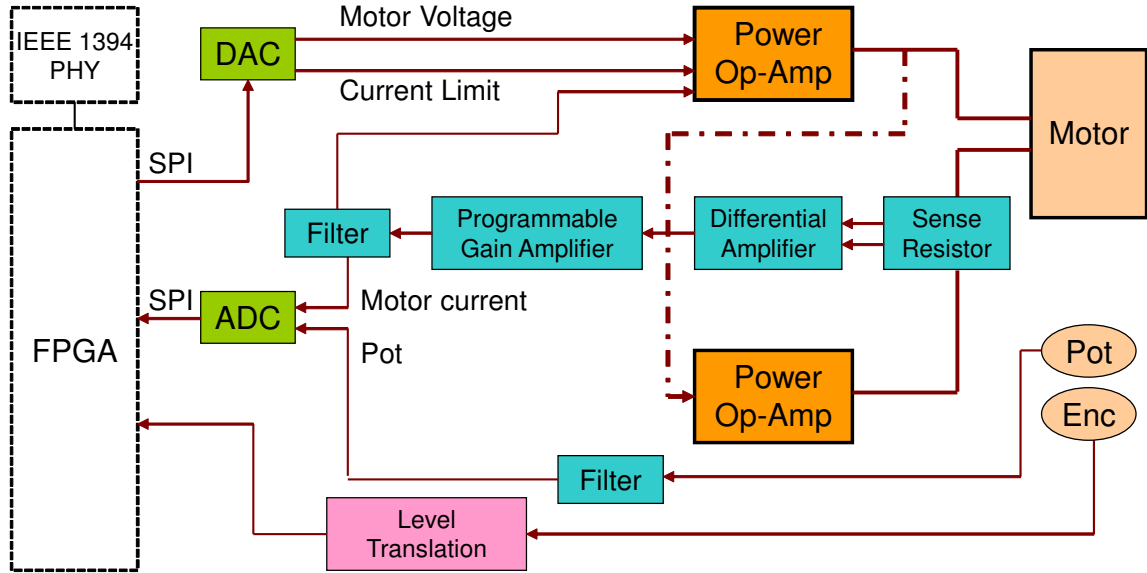 IEEE 1394
PHY
DAC
Motor Voltage
Current Limit
Power
Op-Amp
Motor
SPI
Filter
Programmable
Gain Amplifier
Differential
Amplifier
Sense
Resistor
SPI
ADC
Motor current
Pot
FPGA
Power
Op-Amp
Pot
Enc
Filter
Level
Translation